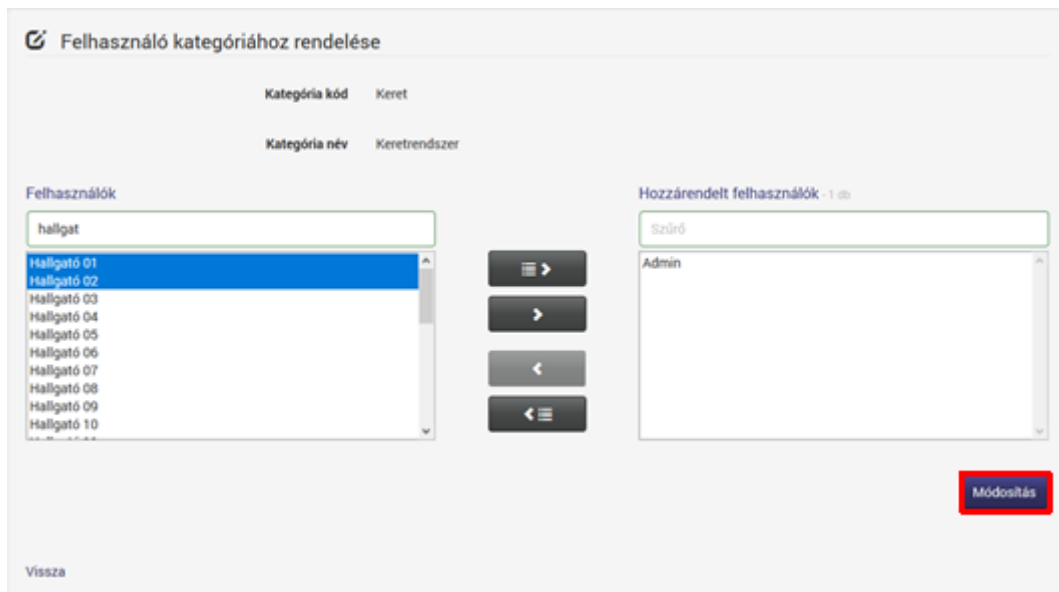 Felhasználó kategóriához rendelése
Kategória kód Keret
Kategória név Keretrendszer
Felhasználók
hallgat
Hallgató 01
Hallgató 02
Hallgató 03
Hallgató 04
Hallgató 05
Hallgató 06
Hallgató 07
Hallgató 08
Hallgató 09
Hallgató 10
Hozzárendelt felhasználók - 1 db
Szűrő
Admin
Módosítás
Vissza